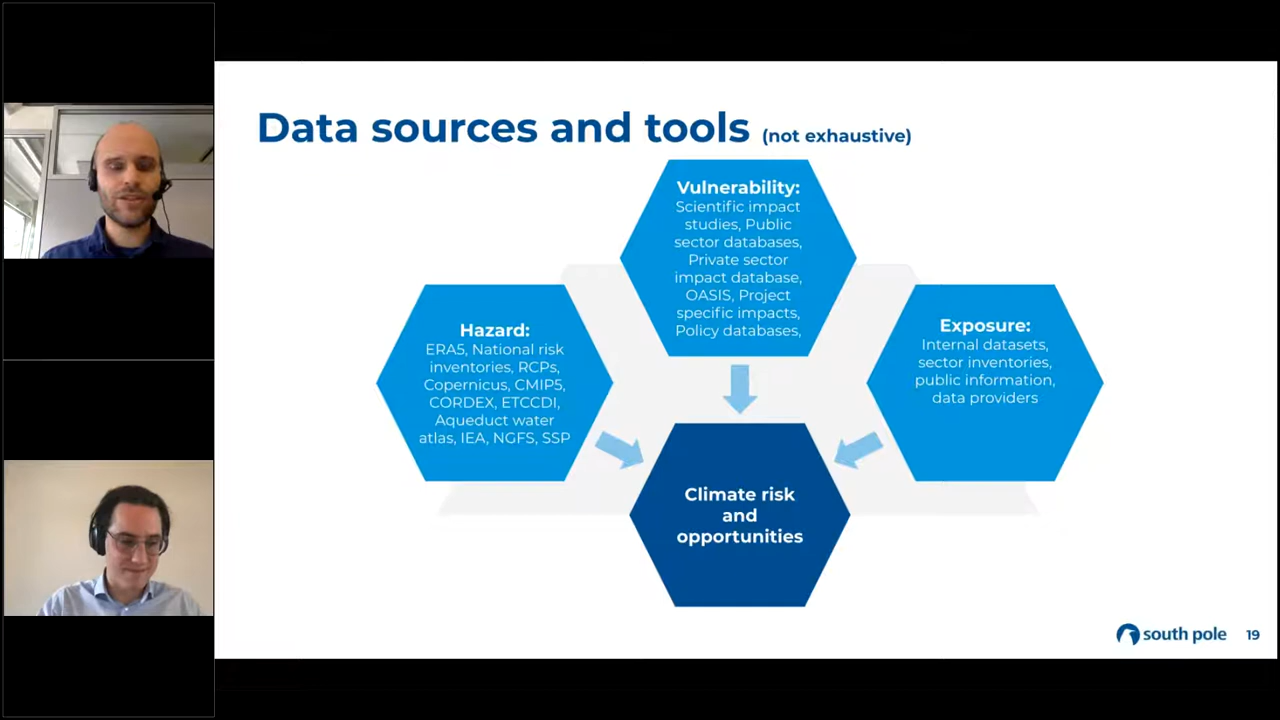 Data sources and tools (not exhaustive)
Vulnerability:
Scientific impact
studies, Public
sector databases,
Private sector
impact database,
OASIS, Project
specific impacts,
Policy databases,
Hazard:
ERA5, National risk
inventories, RCPs,
Copernicus, CMIP5,
CORDEX, ETCCDI,
Aqueduct water
atlas, IEA, NGFS, SSP
Exposure:
Internal datasets,
sector inventories,
public information,
data providers
Climate risk
and
opportunities
south pole 19